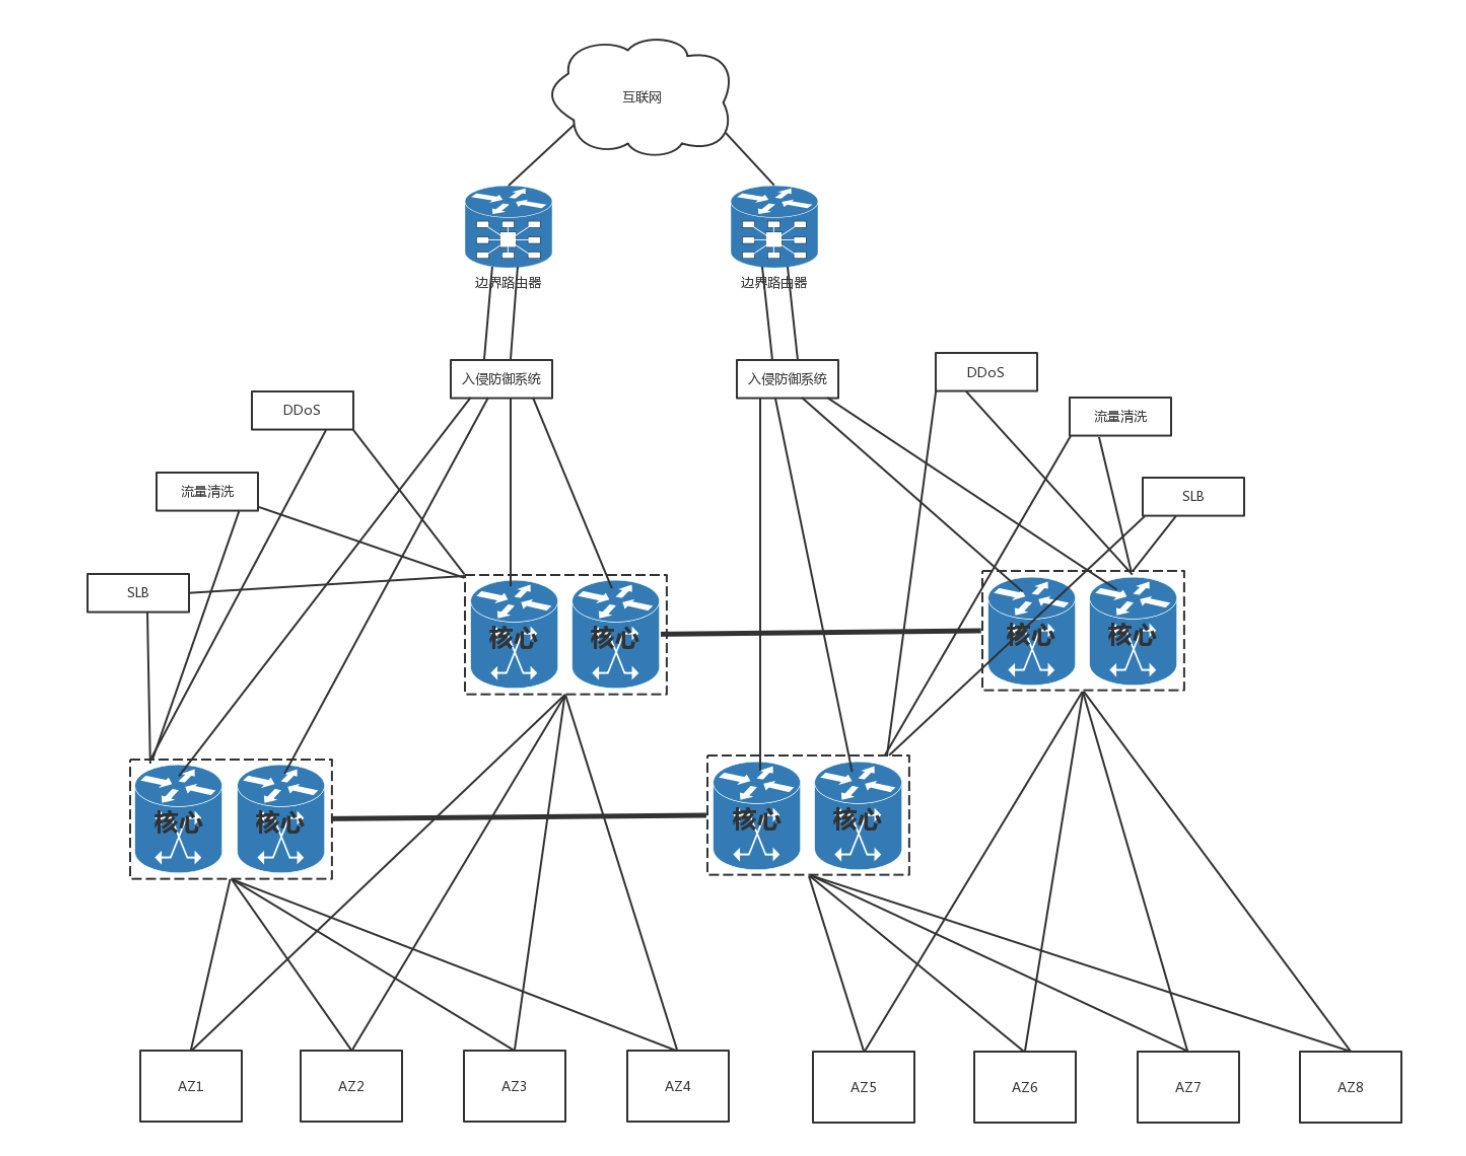 互联网
边界路由器
边界路由器
入侵防御系统
入侵防御系统
DDoS
DDoS
流量清洗
流量清洗
SLB
SLB
核心
核心
核心
核心
核心
核心
核心
核心
AZ1
AZ2
AZ3
AZ4
AZ5
AZ6
AZ7
AZ8